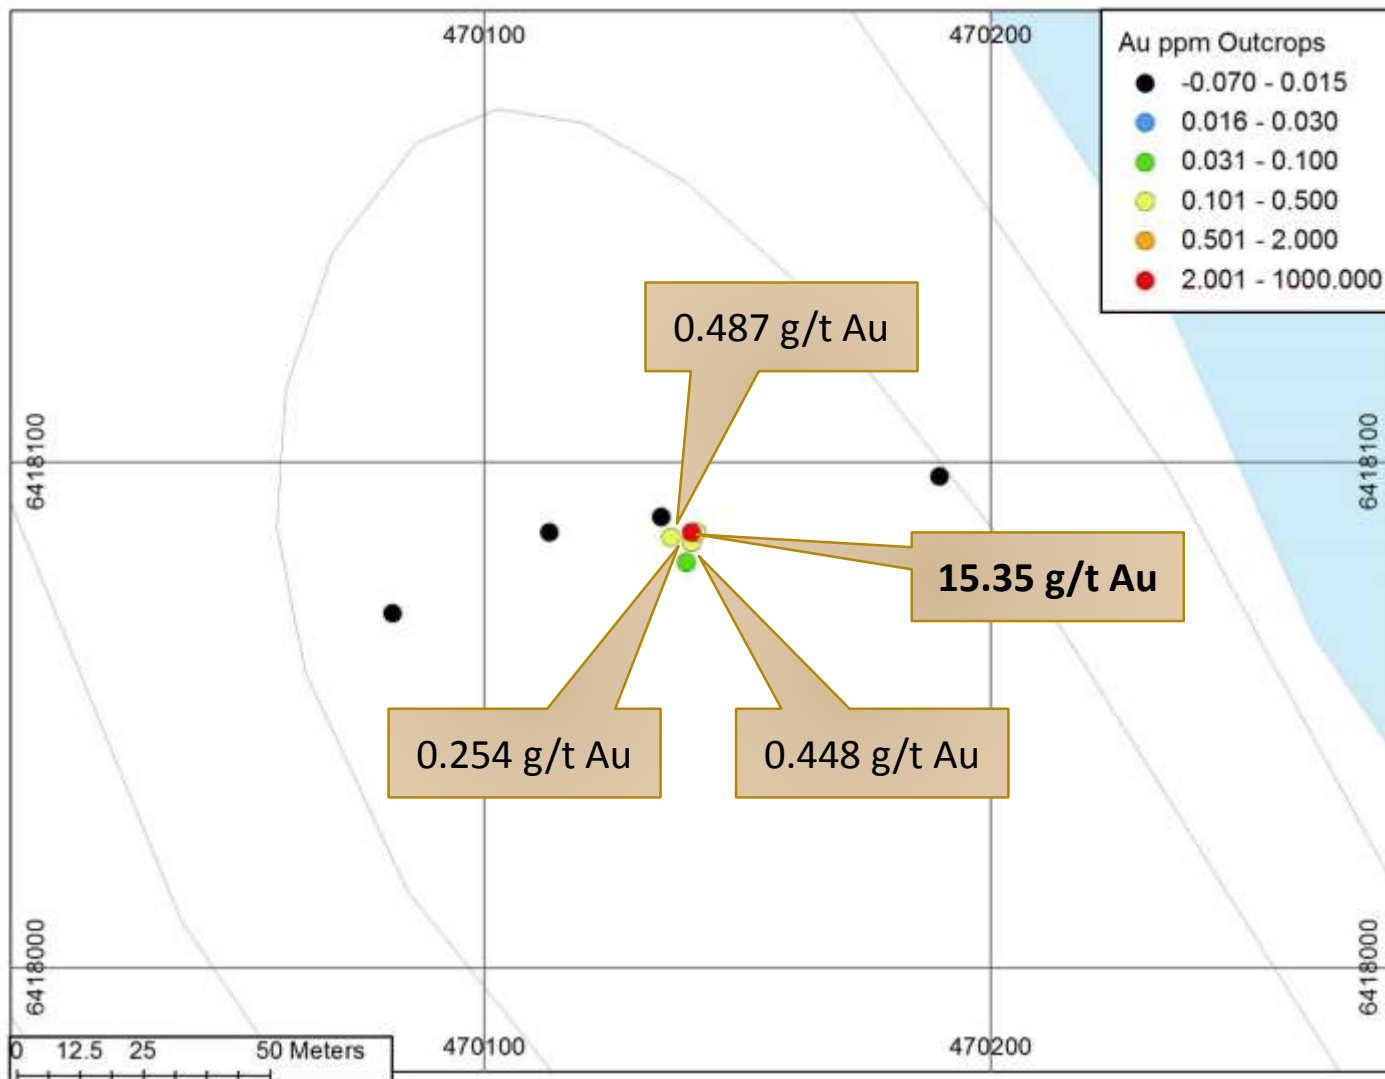 470100
470200
Au ppm Outcrops
-0.070 - 0.015
0.016 - 0.030
0.031 - 0.100
0.101 - 0.500
0.501 - 2.000
2.001 - 1000.000
0.487 g/t Au
6418100
6418100
15.35 g/t Au
0.254 g/t Au
0.448 g/t Au
6418000
6418000
0 12.5 25 50 Meters
470100
470200